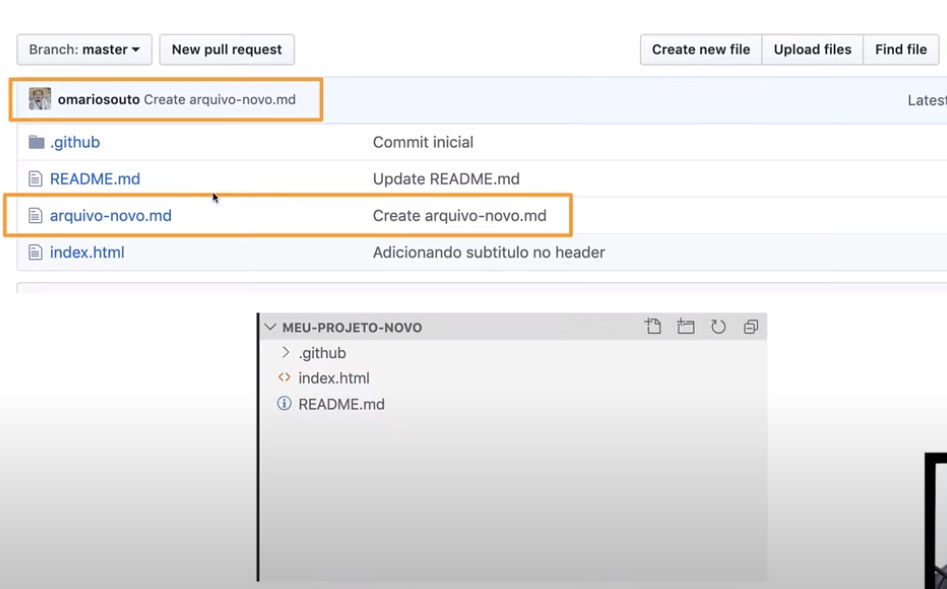 Branch: master New pull request Create new file Upload files Find file
omariosouto Create arquivo-novo.md Latest
.github Commit inicial
README.md Update README.md
arquivo-novo.md Create arquivo-novo.md
index.html Adicionando subtitulo no header
MEU-PROJETO-NOVO
.github
index.html
README.md